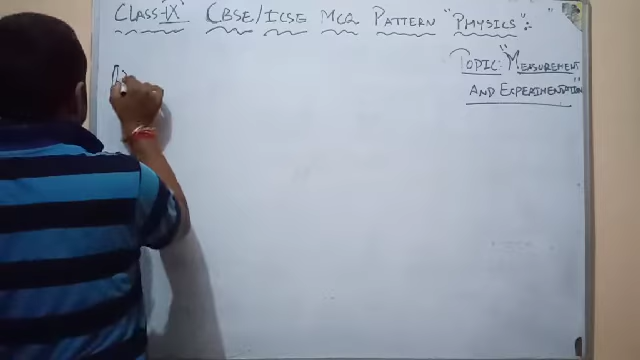 CLASS-IX CBSE/ICSE MCQ PATTERN "PHYSICS":
TOPIC: "MEASUREMENT
AND EXPERIMENTATION"